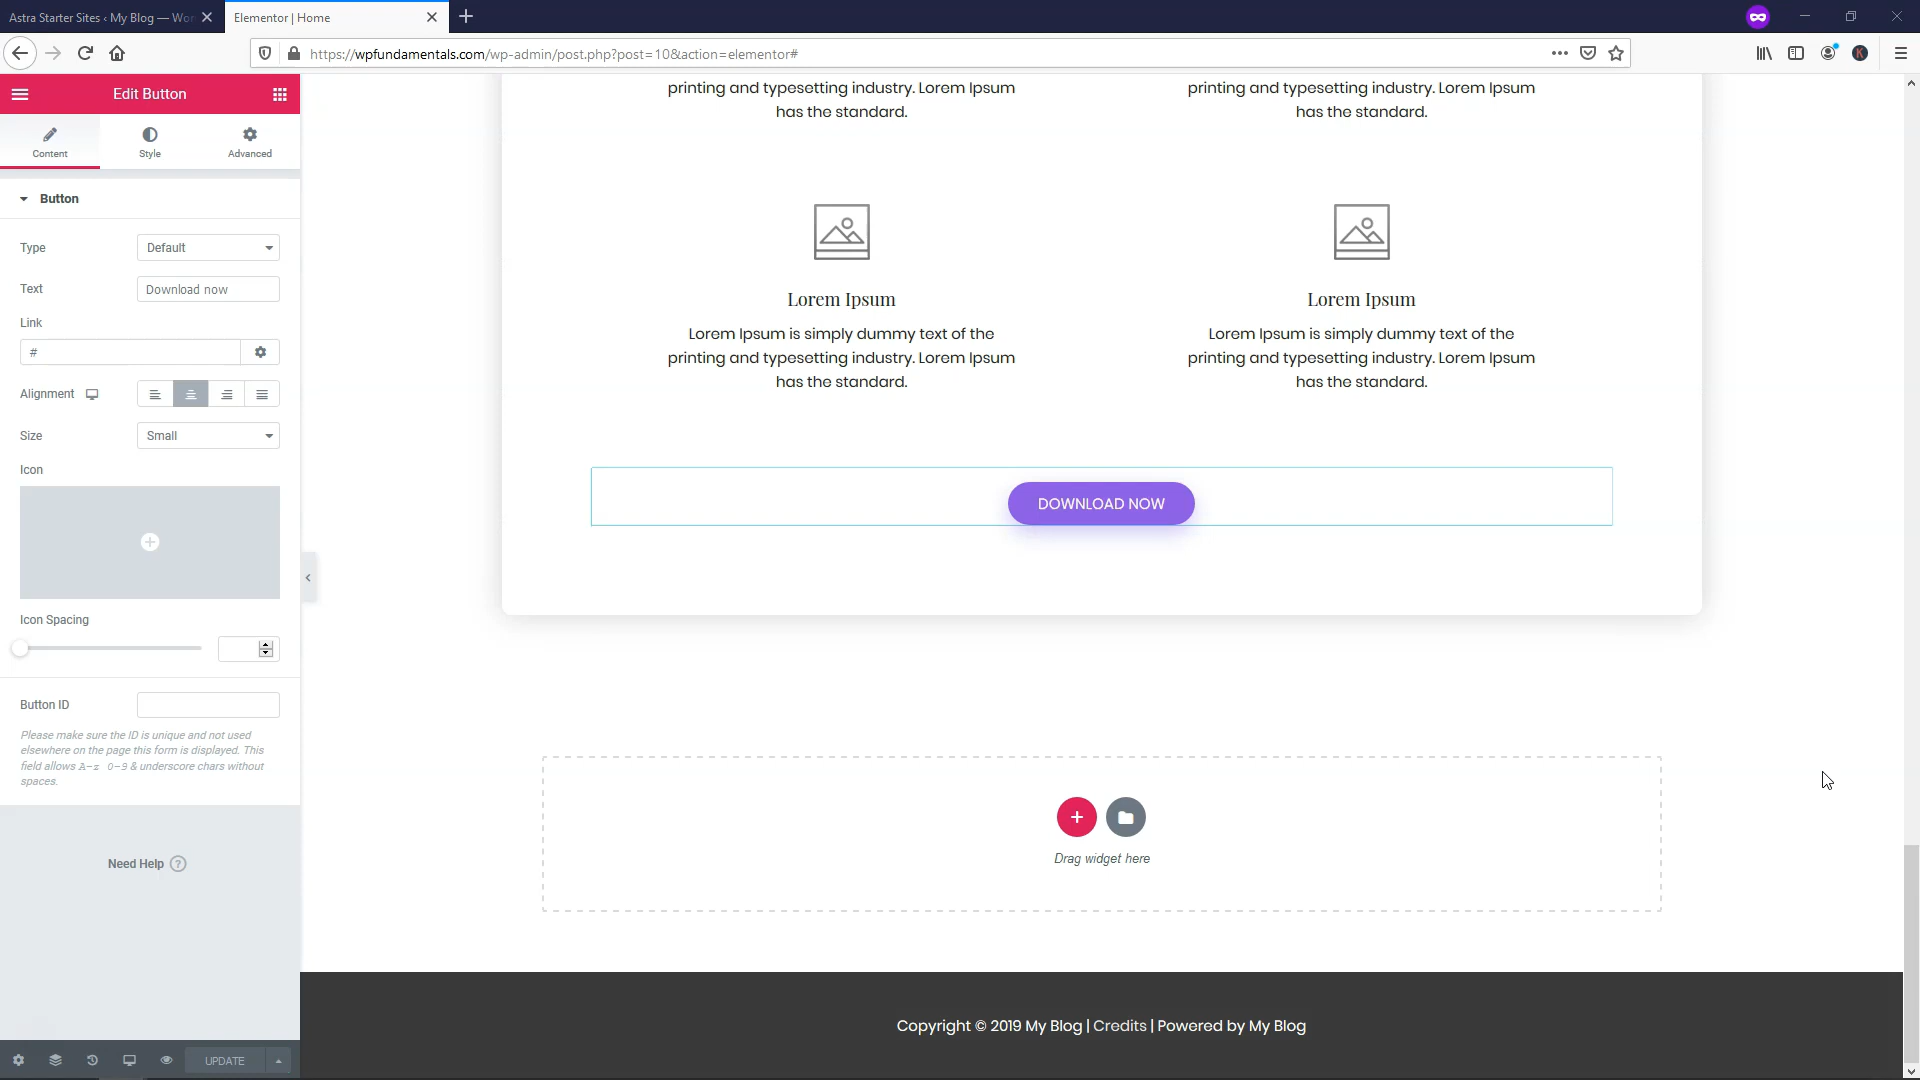 Astra Starter Sites ‹ My Blog — Wor
Elementor | Home
https://wpfundamentals.com/wp-admin/post.php?post=10&action=elementor#
Edit Button
Content
Style
Advanced
Button
Type
Default
Text
Download now
Link
#
Alignment
Size
Small
Icon
Icon Spacing
Button ID
Please make sure the ID is unique and not used
elsewhere on the page this form is displayed. This
field allows A-z 0-9 & underscore chars without
spaces.
Need Help ?
UPDATE
printing and typesetting industry. Lorem Ipsum
has the standard.
printing and typesetting industry. Lorem Ipsum
has the standard.
Lorem Ipsum
Lorem Ipsum is simply dummy text of the
printing and typesetting industry. Lorem Ipsum
has the standard.
Lorem Ipsum
Lorem Ipsum is simply dummy text of the
printing and typesetting industry. Lorem Ipsum
has the standard.
DOWNLOAD NOW
Drag widget here
Copyright © 2019 My Blog | Credits | Powered by My Blog
K